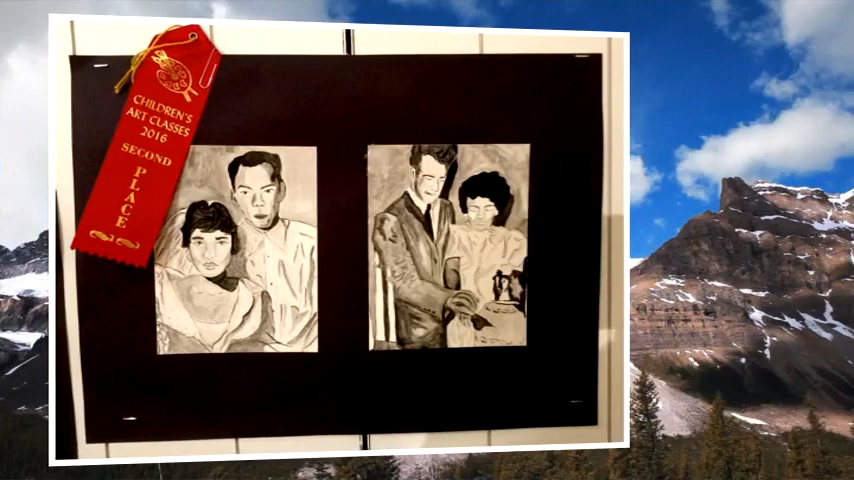 CHILDREN'S
ART CLASSES
2016
SECOND
PLACE